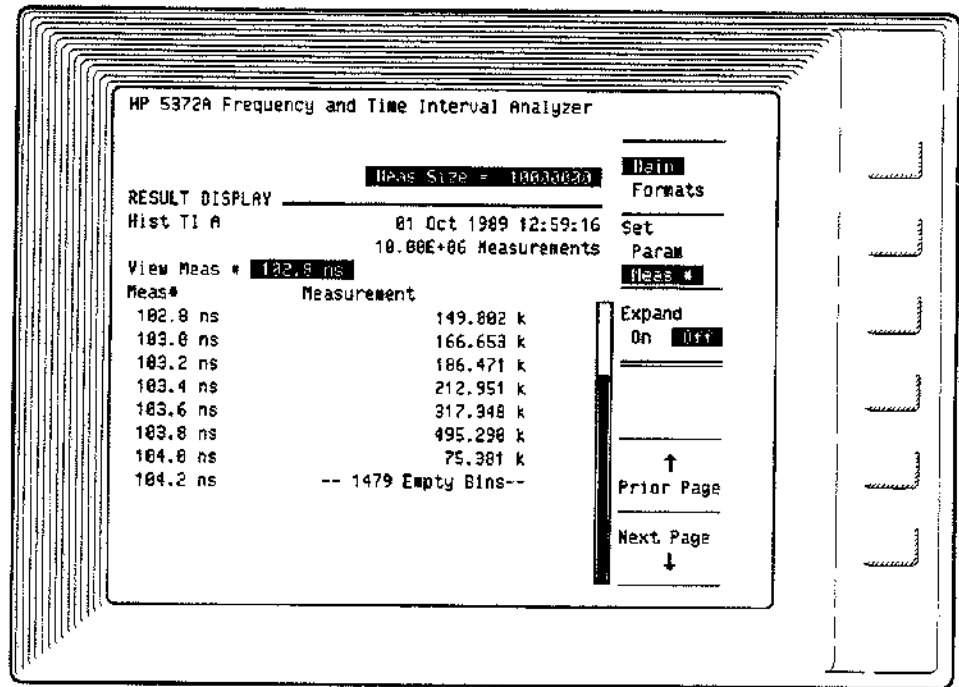 HP 5372A Frequency and Time Interval Analyzer
Meas Size = 10000000
RESULT DISPLAY
Hist TI A 01 Oct 1989 12:59:16
10.00E+06 Measurements
View Meas # 102.8 ns
Meas# Measurement
102.8 ns 149.802 k
103.0 ns 166.653 k
103.2 ns 186.471 k
103.4 ns 212.951 k
103.6 ns 317.348 k
103.8 ns 495.298 k
104.0 ns 75.381 k
104.2 ns -- 1479 Empty Bins--
Main
Formats
Set
Param
Meas #
Expand
On Off
↑
Prior Page
Next Page
↓